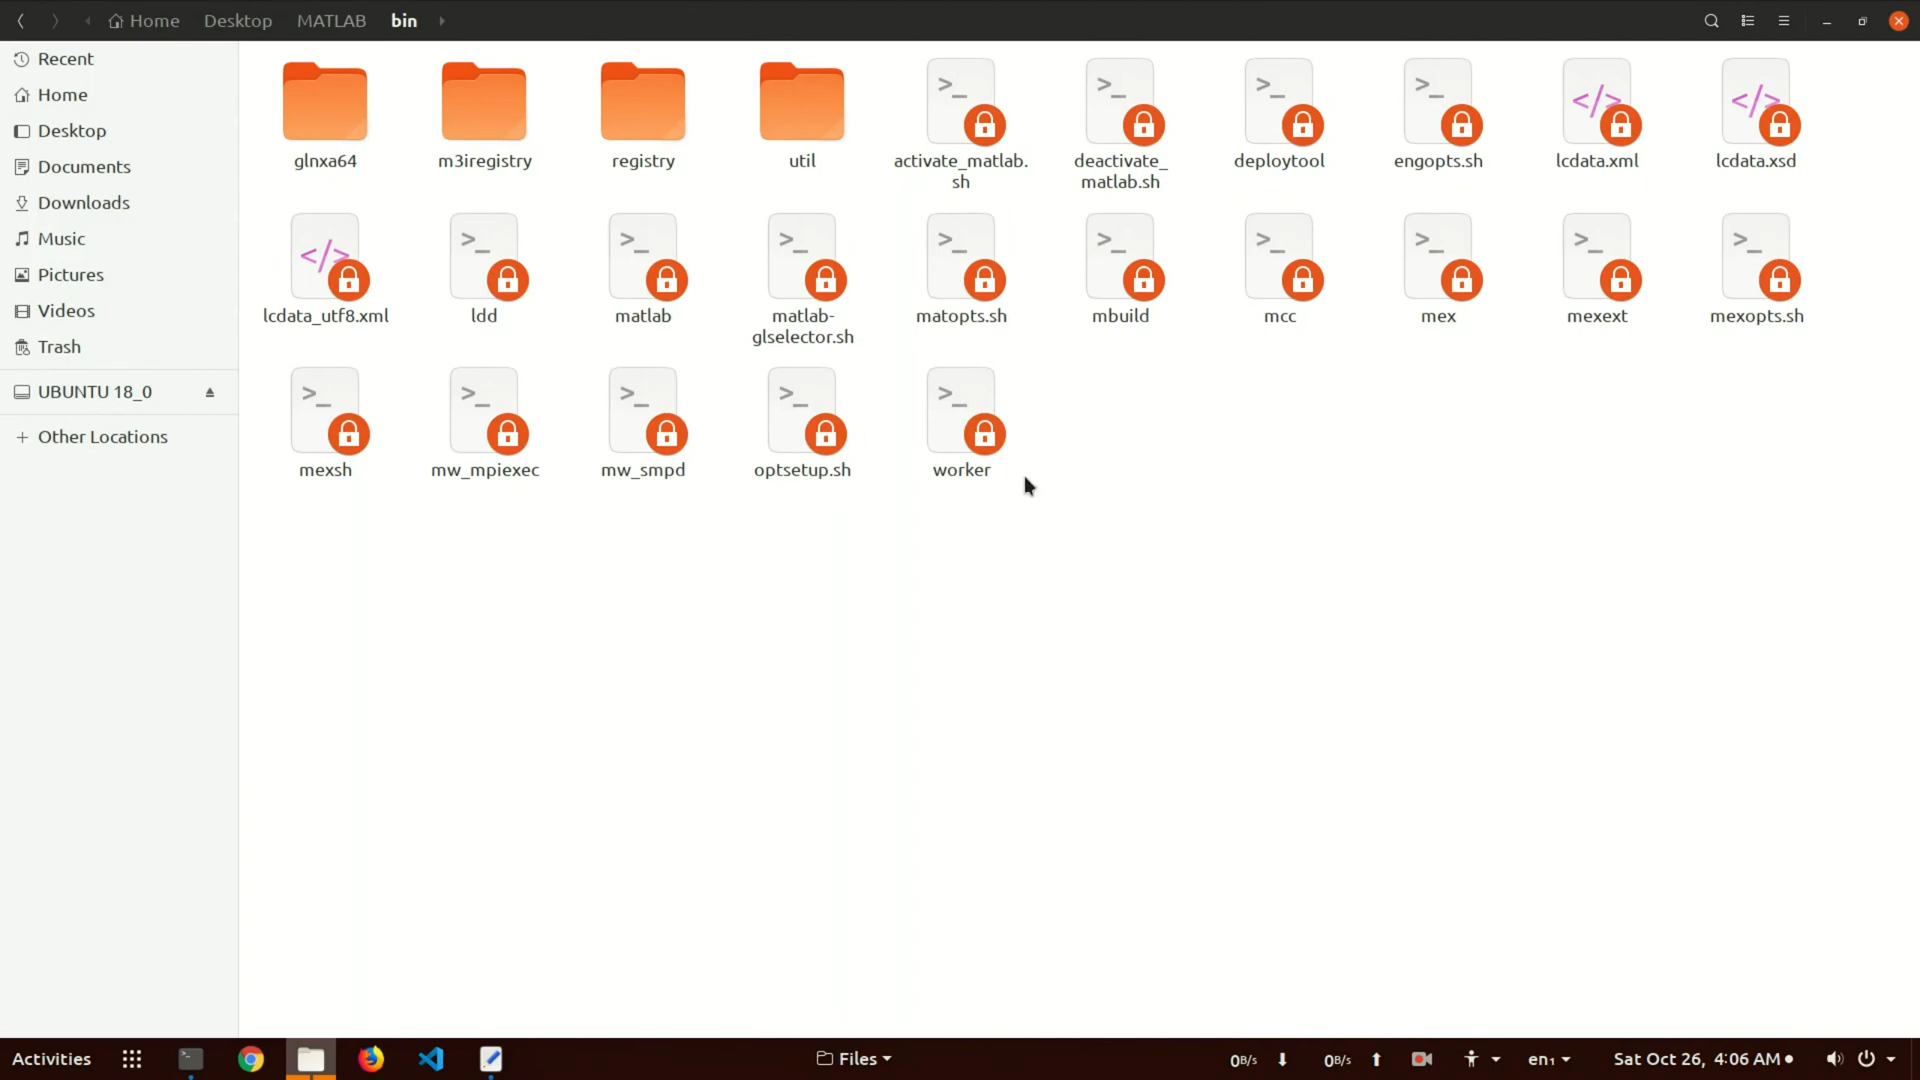 Home Desktop MATLAB bin
Recent
Home
Desktop
Documents
Downloads
Music
Pictures
Videos
Trash
UBUNTU 18_0
Other Locations
glnxa64
m3iregistry
registry
util
activate_matlab.
sh
deactivate_
matlab.sh
deploytool
engopts.sh
lcdata.xml
lcdata.xsd
lcdata_utf8.xml
ldd
matlab
matlab-
glselector.sh
matopts.sh
mbuild
mcc
mex
mexext
mexopts.sh
mexsh
mw_mpiexec
mw_smpd
optsetup.sh
worker
Activities Files 0B/s 0B/s en₁ Sat Oct 26, 4:06 AM